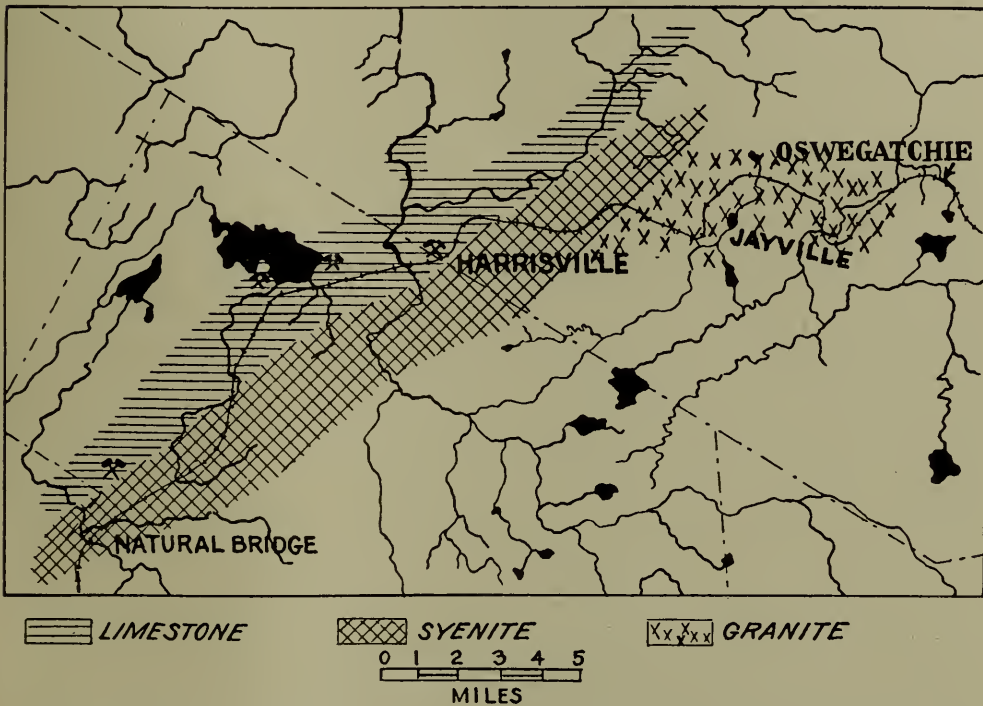 OSWEGATCHIE
JAYVILLE
HARRISVILLE
NATURAL BRIDGE
LIMESTONE
SYENITE
GRANITE
0 1 2 3 4 5
MILES